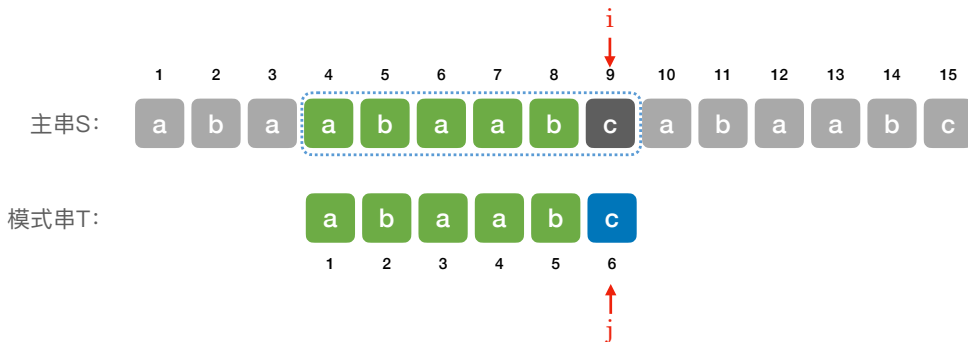 i
1 2 3 4 5 6 7 8 9 10 11 12 13 14 15
主串S: a b a a b a a b c a b a a b c
模式串T: a b a a b c
1 2 3 4 5 6
j